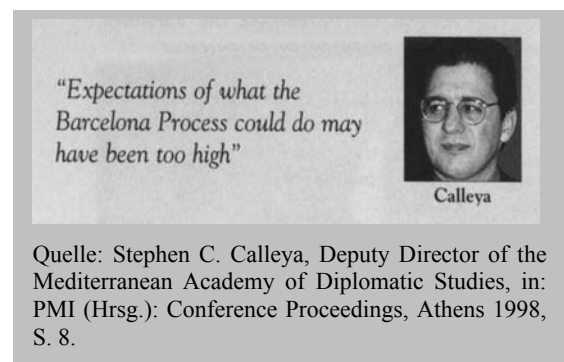 “Expectations of what the
Barcelona Process could do may
have been too high”
Calleya
Quelle: Stephen C. Calleya, Deputy Director of the
Mediterranean Academy of Diplomatic Studies, in:
PMI (Hrsg.): Conference Proceedings, Athens 1998,
S. 8.